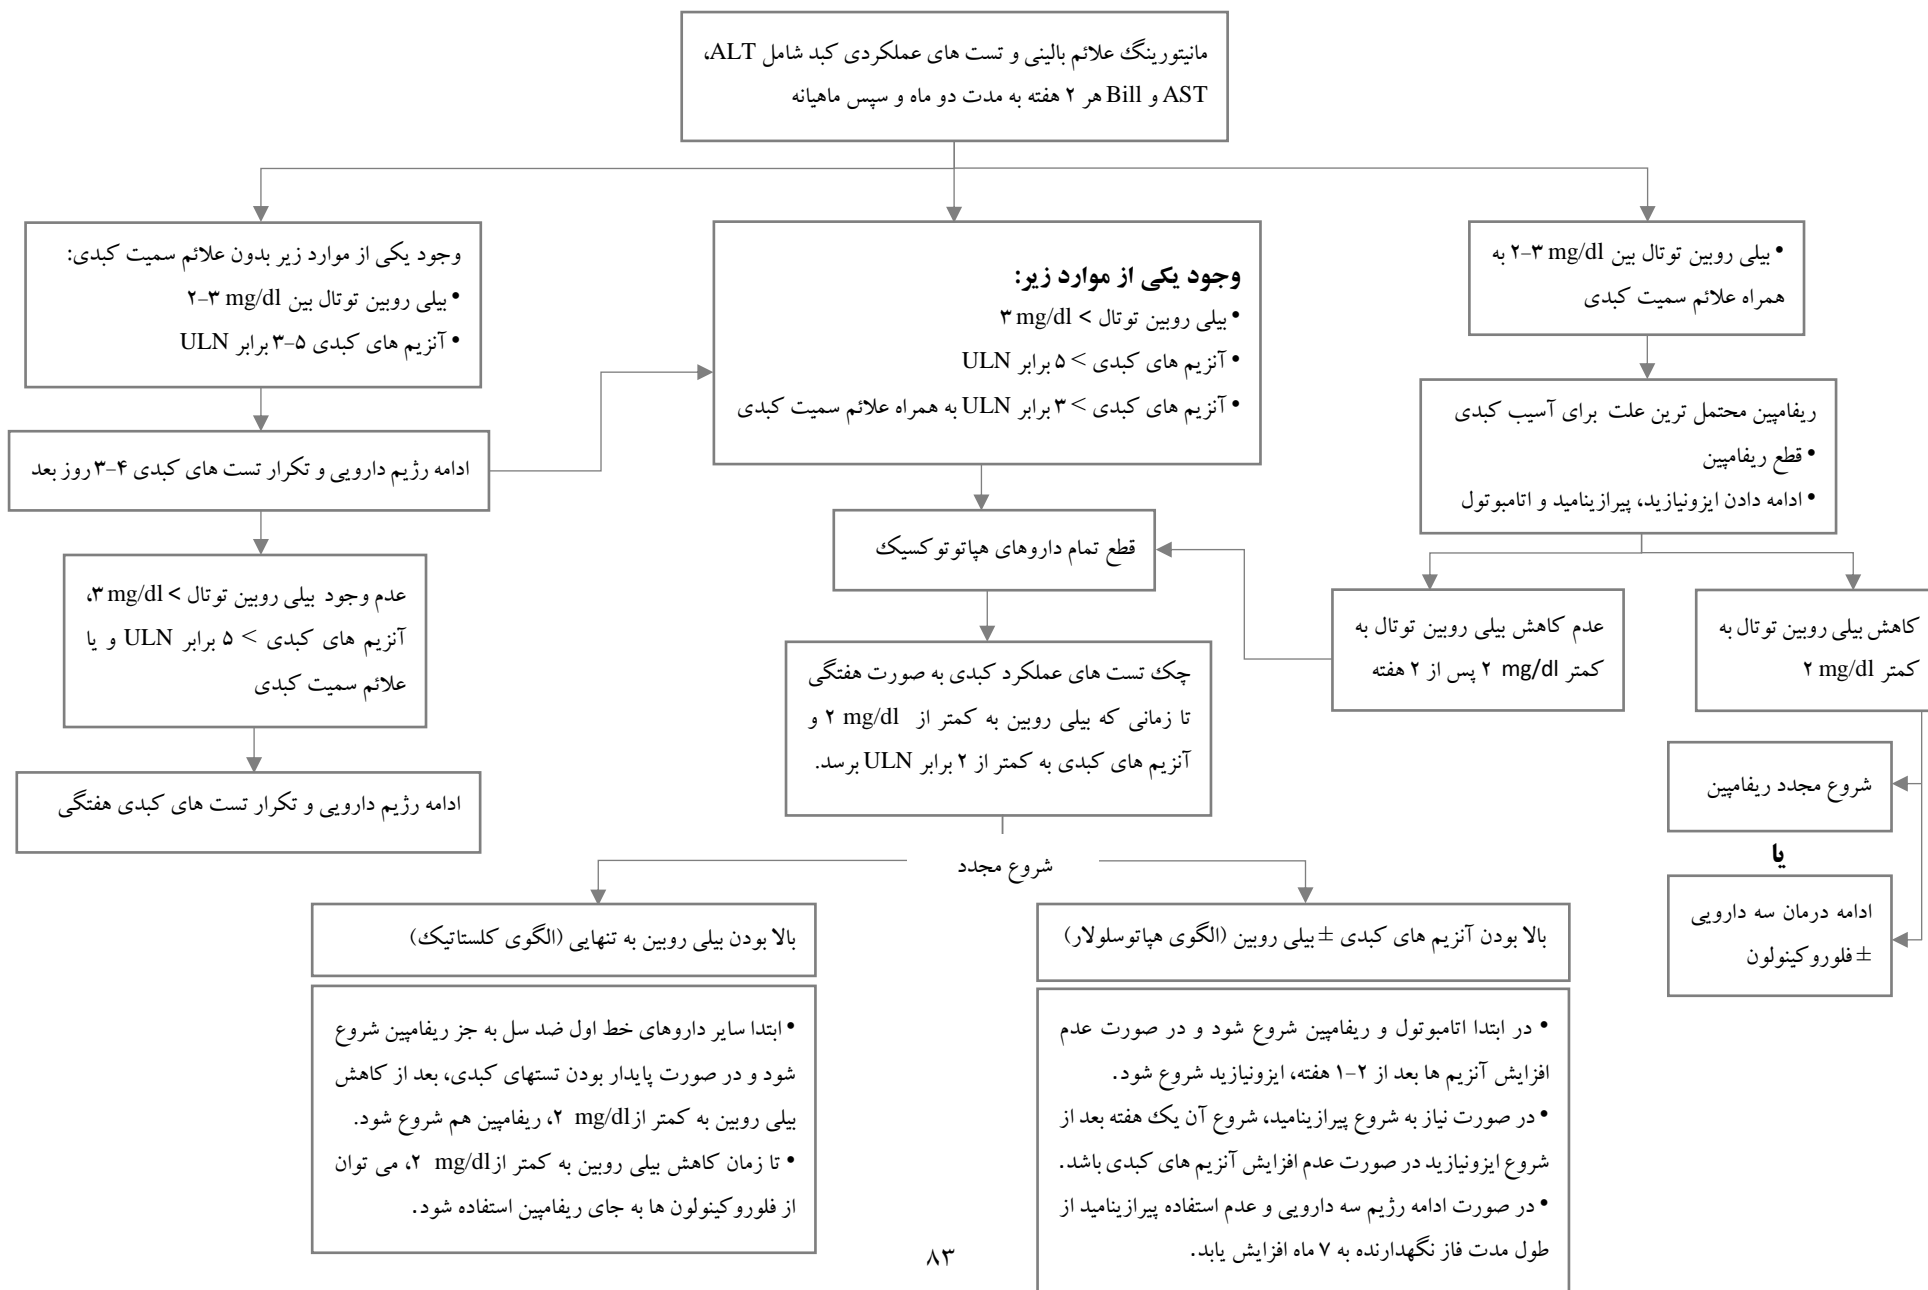 مانیتورینگ علائم بالینی و تست های عملکردی کبد شامل ALT،
AST و Bill هر ۲ هفته به مدت دو ماه و سپس ماهیانه
• بیلی روبین توتال بین ۲-۳ mg/dl به
همراه علائم سمیت کبدی
وجود یکی از موارد زیر:
• بیلی روبین توتال > ۳ mg/dl
• آنزیم های کبدی > ۵ برابر ULN
• آنزیم های کبدی > ۳ برابر ULN به همراه علائم سمیت کبدی
وجود یکی از موارد زیر بدون علائم سمیت کبدی:
• بیلی روبین توتال بین ۲-۳ mg/dl
• آنزیم های کبدی ۳-۵ برابر ULN
ریفامپین محتمل ترین علت برای آسیب کبدی
• قطع ریفامپین
• ادامه دادن ایزونیازید، پیرازینامید و اتامبوتول
ادامه رژیم دارویی و تکرار تست های کبدی ۳-۴ روز بعد
قطع تمام داروهای هپاتوتوکسیک
کاهش بیلی روبین توتال به
کمتر ۲ mg/dl
عدم کاهش بیلی روبین توتال به
کمتر ۲ mg/dl پس از ۲ هفته
عدم وجود بیلی روبین توتال > ۳ mg/dl،
آنزیم های کبدی > ۵ برابر ULN و یا
علائم سمیت کبدی
چک تست های عملکرد کبدی به صورت هفتگی
تا زمانی که بیلی روبین به کمتر از ۲ mg/dl و
آنزیم های کبدی به کمتر از ۲ برابر ULN برسد.
شروع مجدد ریفامپین
یا
ادامه درمان سه دارویی
± فلوروکینولون
ادامه رژیم دارویی و تکرار تست های کبدی هفتگی
شروع مجدد
بالا بودن آنزیم های کبدی ± بیلی روبین (الگوی هپاتوسلولار)
• در ابتدا اتامبوتول و ریفامپین شروع شود و در صورت عدم
افزایش آنزیم ها بعد از ۲-۱ هفته، ایزونیازید شروع شود.
• در صورت نیاز به شروع پیرازینامید، شروع آن یک هفته بعد از
شروع ایزونیازید در صورت عدم افزایش آنزیم های کبدی باشد.
• در صورت ادامه رژیم سه دارویی و عدم استفاده پیرازینامید از
طول مدت فاز نگهدارنده به ۷ ماه افزایش یابد.
بالا بودن بیلی روبین به تنهایی (الگوی کلستاتیک)
• ابتدا سایر داروهای خط اول ضد سل به جز ریفامپین شروع
شود و در صورت پایدار بودن تستهای کبدی، بعد از کاهش
بیلی روبین به کمتر از ۲ mg/dl، ریفامپین هم شروع شود.
• تا زمان کاهش بیلی روبین به کمتر از ۲ mg/dl، می توان
از فلوروکینولون ها به جای ریفامپین استفاده شود.
۸۳